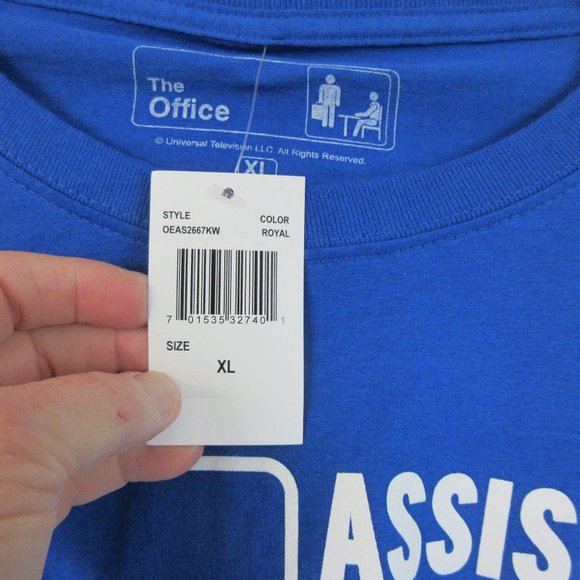 The
Office
© Universal Television LLC. All Rights Reserved.
XL
STYLE COLOR
OEAS2667KW ROYAL
7 01535 32740 1
SIZE
XL
ASSIS